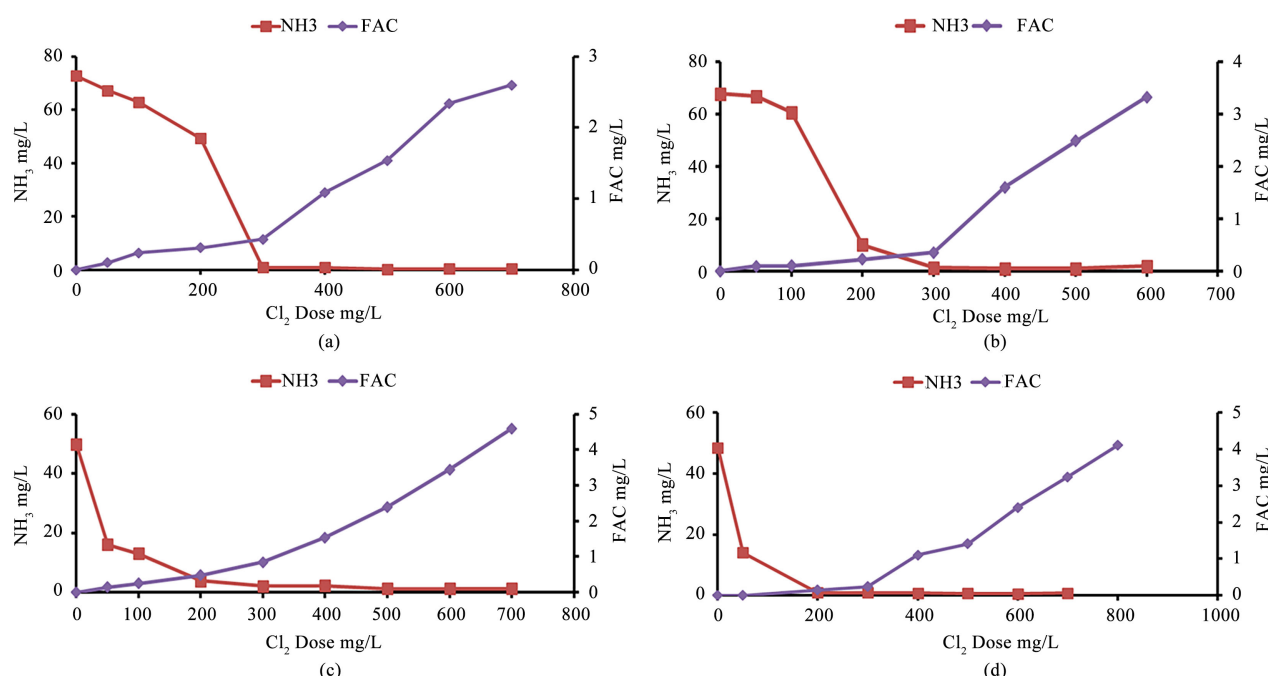 NH3 FAC
80
60
40
20
0
NH3 mg/L
3
2
1
0
FAC mg/L
0 200 400 600 800
Cl2 Dose mg/L
(a)
NH3 FAC
80
60
40
20
0
NH3 mg/L
4
3
2
1
0
FAC mg/L
0 100 200 300 400 500 600 700
Cl2 Dose mg/L
(b)
NH3 FAC
60
40
20
0
NH3 mg/L
5
4
3
2
1
0
FAC mg/L
0 100 200 300 400 500 600 700 800
Cl2 Dose mg/L
(c)
NH3 FAC
60
40
20
0
NH3 mg/L
5
4
3
2
1
0
FAC mg/L
0 200 400 600 800 1000
Cl2 Dose mg/L
(d)